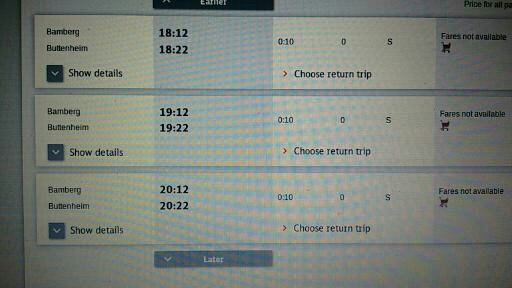 Earlier
Price for all pa
Bamberg 18:12
Buttenheim 18:22
0:10 0 S
Fares not available
Show details
Choose return trip
Bamberg 19:12
Buttenheim 19:22
0:10 0 S
Fares not available
Show details
Choose return trip
Bamberg 20:12
Buttenheim 20:22
0:10 0 S
Fares not available
Show details
Choose return trip
Later